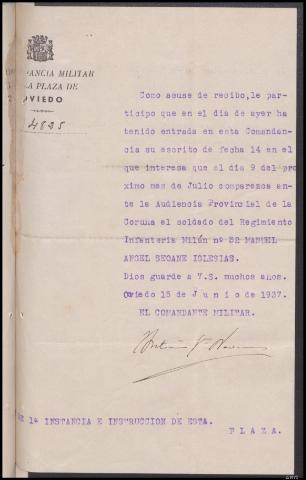 DANCIA MILITAR
LA PLAZA DE
OVIEDO
4825
Como acuse de recibo, le par-
ticipo que en el dia de ayer ha
tenido entrada en esta Comandan-
cia su escrito de fecha 14 en el
que interesa que el dia 9 del pró
ximo mes de Julio comparezca an-
te la Audiencia Provincial de la
Coruña el soldado del Regimiento
Infantería Milán nº 32 MANUEL
ANGEL SEOANE IGLESIAS.
Dios guarde a V.S. muchos años.
Oviedo 15 de Junio de 1937.
EL COMANDANTE MILITAR.
DE 1ª INSTANCIA E INSTRUCCION DE ESTA.
PLAZA.